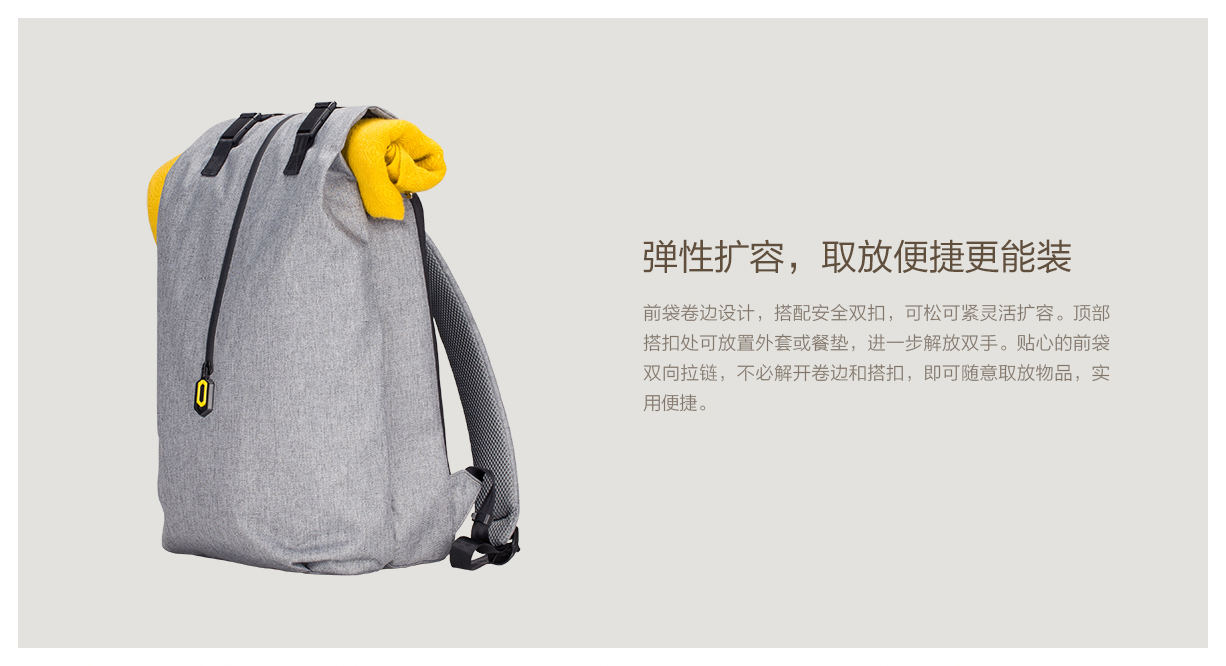 弹性扩容，取放便捷更能装
前袋卷边设计，搭配安全双扣，可松可紧灵活扩容。顶部
搭扣处可放置外套或餐垫，进一步解放双手。贴心的前袋
双向拉链，不必解开卷边和搭扣，即可随意取放物品，实
用便捷。